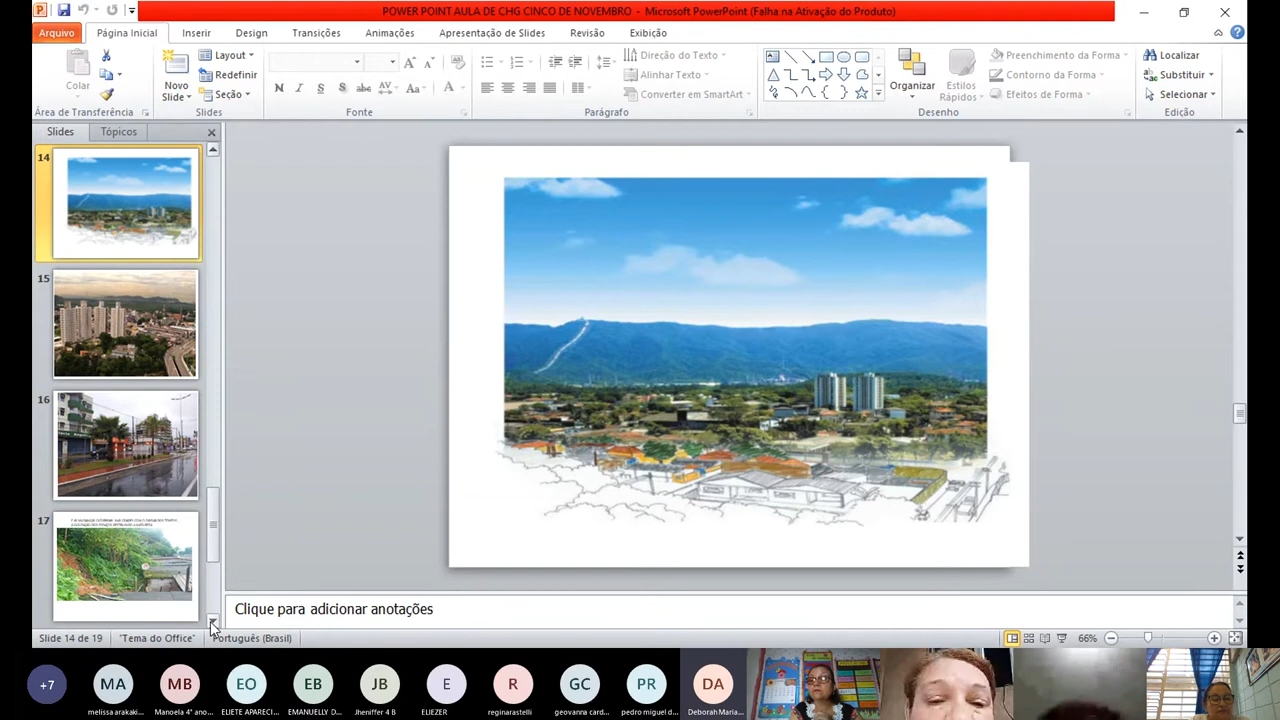 POWER POINT AULA DE CHG CINCO DE NOVEMBRO - Microsoft PowerPoint (Falha na Ativação do Produto)
Arquivo Página Inicial Inserir Design Transições Animações Apresentação de Slides Revisão Exibição
Colar
Novo Slide
Layout
Redefinir
Seção
N I S S abc AV Aa A
Direção do Texto
Alinhar Texto
Converter em SmartArt
Organizar
Estilos Rápidos
Preenchimento da Forma
Contorno da Forma
Efeitos de Forma
Localizar
Substituir
Selecionar
Área de Transferência Slides Fonte Parágrafo Desenho Edição
Slides Tópicos
14
15
16
17
Clique para adicionar anotações
Slide 14 de 19 "Tema do Office" Português (Brasil) 66%
+7 MA MB EO EB JB E R GC PR DA
melissa arakaki... Manoela 4° ano... ELIETE APARECI... EMANUELLY D... Jheniffer 4 B ELIEZER reginarastelli geovanna card... pedro miguel d... Deborah Maria...